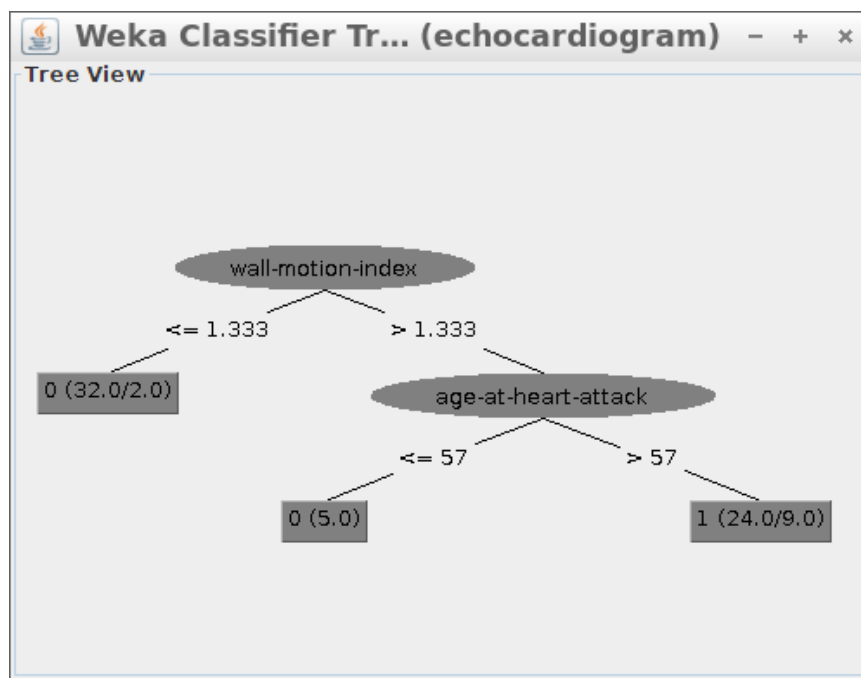 Weka Classifier Tr... (echocardiogram) − + ×
Tree View
wall-motion-index
<= 1.333 > 1.333
0 (32.0/2.0)
age-at-heart-attack
<= 57 > 57
0 (5.0) 1 (24.0/9.0)